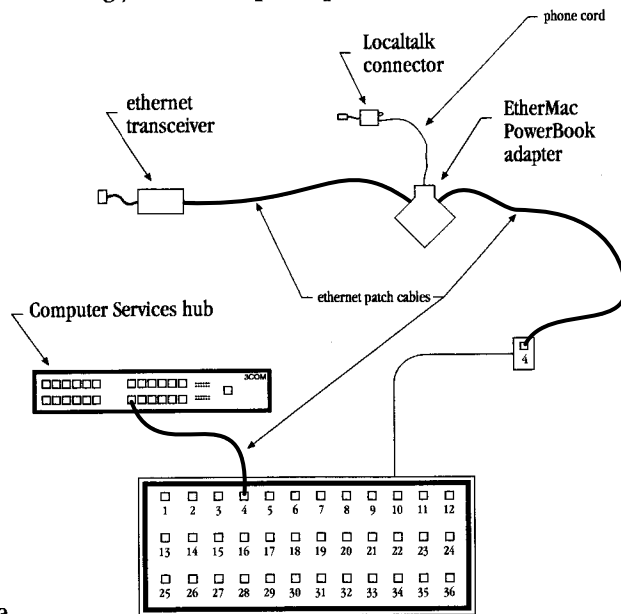 phone cord
Localtalk
connector
ethernet
transceiver
EtherMac
PowerBook
adapter
ethernet patch cables
Computer Services hub
3COM
4
1 2 3 4 5 6 7 8 9 10 11 12
13 14 15 16 17 18 19 20 21 22 23 24
25 26 27 28 29 30 31 32 33 34 35 36